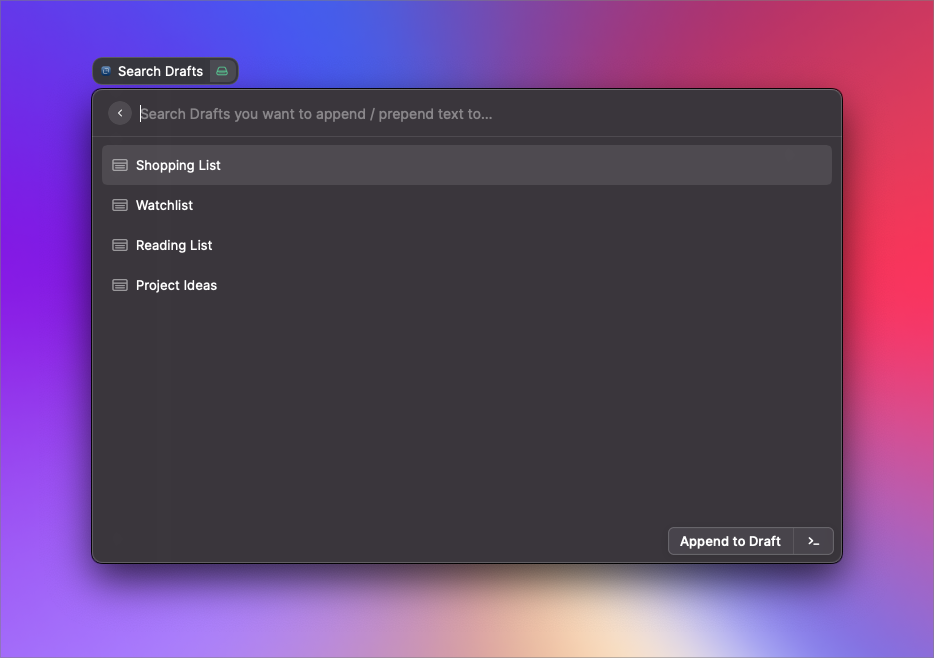 Search Drafts
Search Drafts you want to append / prepend text to...
Shopping List
Watchlist
Reading List
Project Ideas
Append to Draft